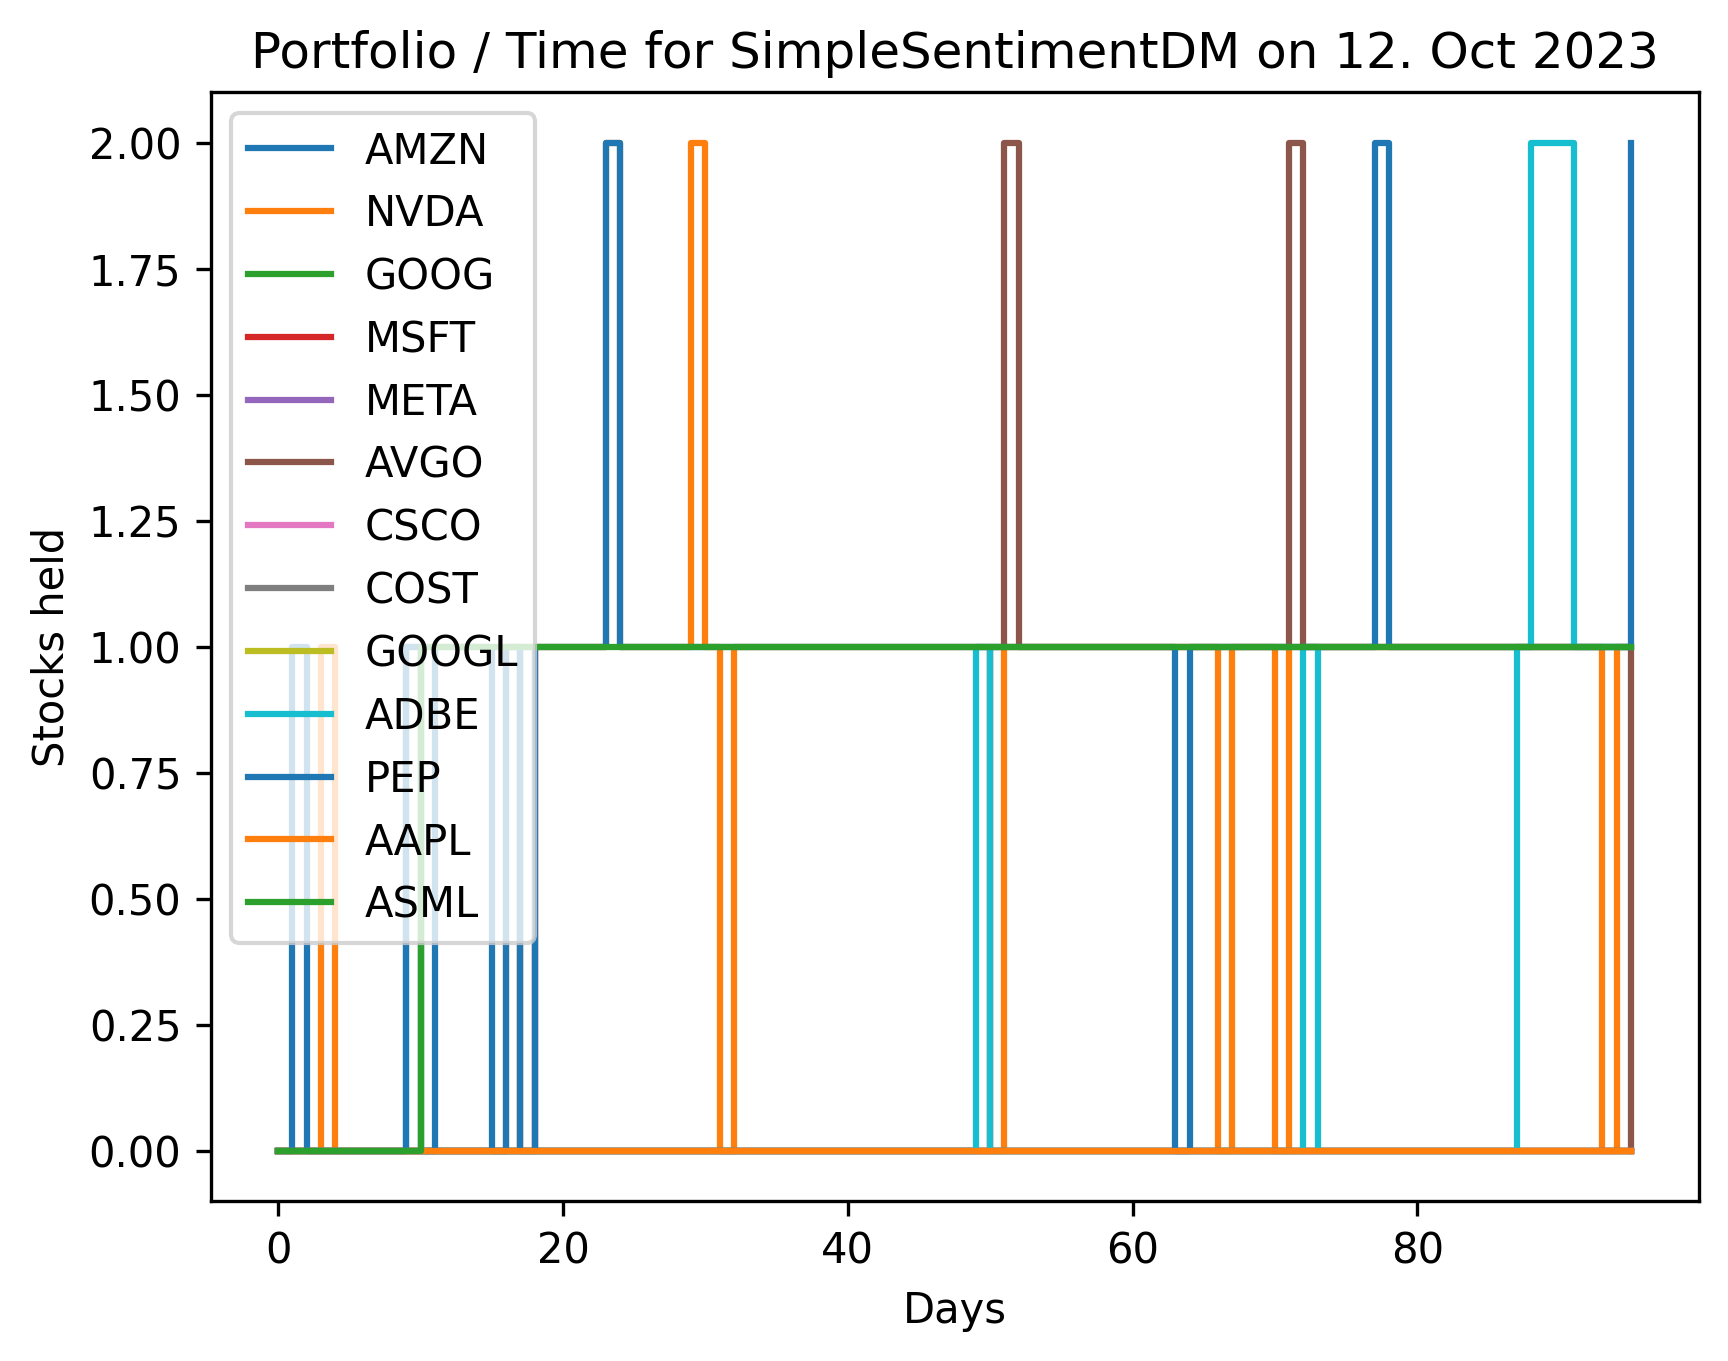 Portfolio / Time for SimpleSentimentDM on 12. Oct 2023
AMZN
NVDA
GOOG
MSFT
META
AVGO
CSCO
COST
GOOGL
ADBE
PEP
AAPL
ASML
Stocks held
2.00
1.75
1.50
1.25
1.00
0.75
0.50
0.25
0.00
0
20
40
60
80
Days